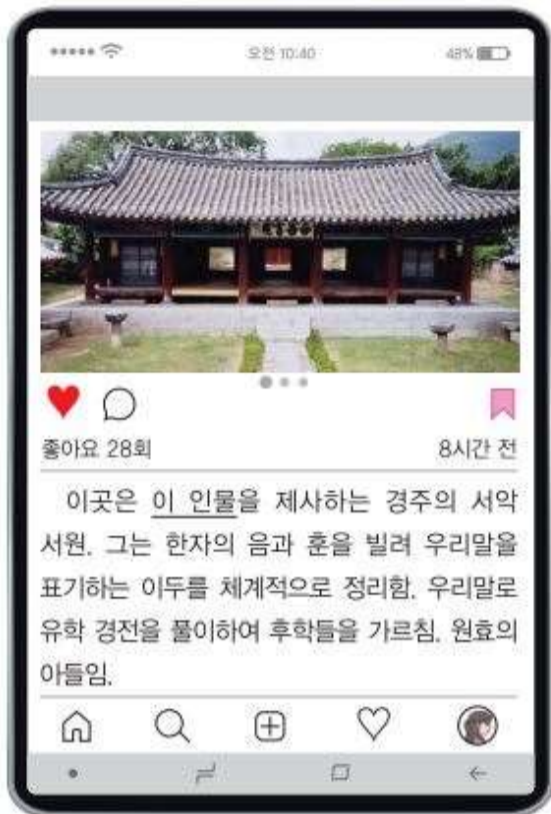 오전 10:40
48%
좋아요 28회
8시간 전
이곳은 이 인물을 제사하는 경주의 서악
서원. 그는 한자의 음과 훈을 빌려 우리말을
표기하는 이두를 체계적으로 정리함. 우리말로
유학 경전을 풀이하여 후학들을 가르침. 원효의
아들임.